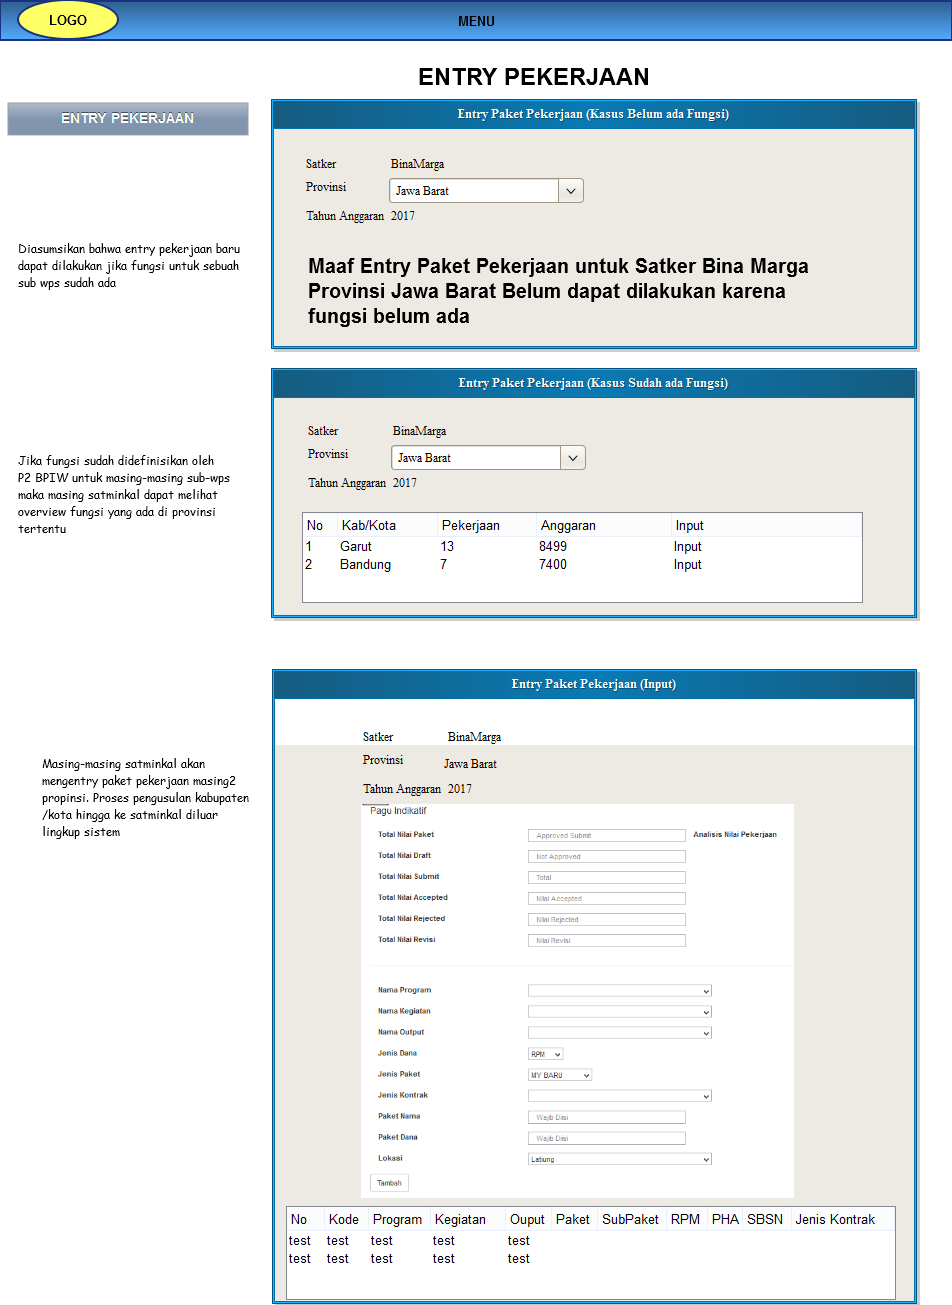 LOGO
MENU
ENTRY PEKERJAAN
ENTRY PEKERJAAN
Entry Paket Pekerjaan (Kasus Belum ada Fungsi)
Satker BinaMarga
Provinsi Jawa Barat
Tahun Anggaran 2017
Diasumsikan bahwa entry pekerjaan baru
dapat dilakukan jika fungsi untuk sebuah
sub wps sudah ada
Maaf Entry Paket Pekerjaan untuk Satker Bina Marga
Provinsi Jawa Barat Belum dapat dilakukan karena
fungsi belum ada
Entry Paket Pekerjaan (Kasus Sudah ada Fungsi)
Satker BinaMarga
Provinsi Jawa Barat
Tahun Anggaran 2017
Jika fungsi sudah didefinisikan oleh
P2 BPIW untuk masing-masing sub-wps
maka masing satminkal dapat melihat
overview fungsi yang ada di provinsi
tertentu
No Kab/Kota Pekerjaan Anggaran Input
1 Garut 13 8499 Input
2 Bandung 7 7400 Input
Entry Paket Pekerjaan (Input)
Satker BinaMarga
Provinsi Jawa Barat
Tahun Anggaran 2017
Masing-masing satminkal akan
mengentry paket pekerjaan masing2
propinsi. Proses pengusulan kabupaten
/kota hingga ke satminkal diluar
lingkup sistem
Pagu Indikatif
Total Nilai Paket Approved Submit Analisis Nilai Pekerjaan
Total Nilai Draft Not Approved
Total Nilai Submit Total
Total Nilai Accepted Nilai Accepted
Total Nilai Rejected Nilai Rejected
Total Nilai Revisi Nilai Revisi
Nama Program
Nama Kegiatan
Nama Output
Jenis Dana RPM
Jenis Paket MY BARU
Jenis Kontrak
Paket Nama Wajib Diisi
Paket Dana Wajib Diisi
Lokasi Latiung
Tambah
No Kode Program Kegiatan Ouput Paket SubPaket RPM PHA SBSN Jenis Kontrak
test test test test test
test test test test test